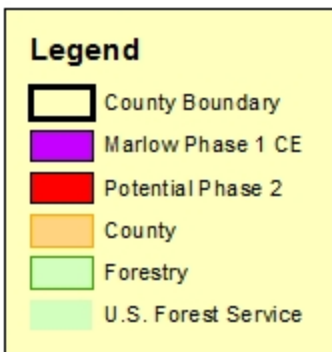 Legend
County Boundary
Marlow Phase 1 CE
Potential Phase 2
County
Forestry
U.S. Forest Service